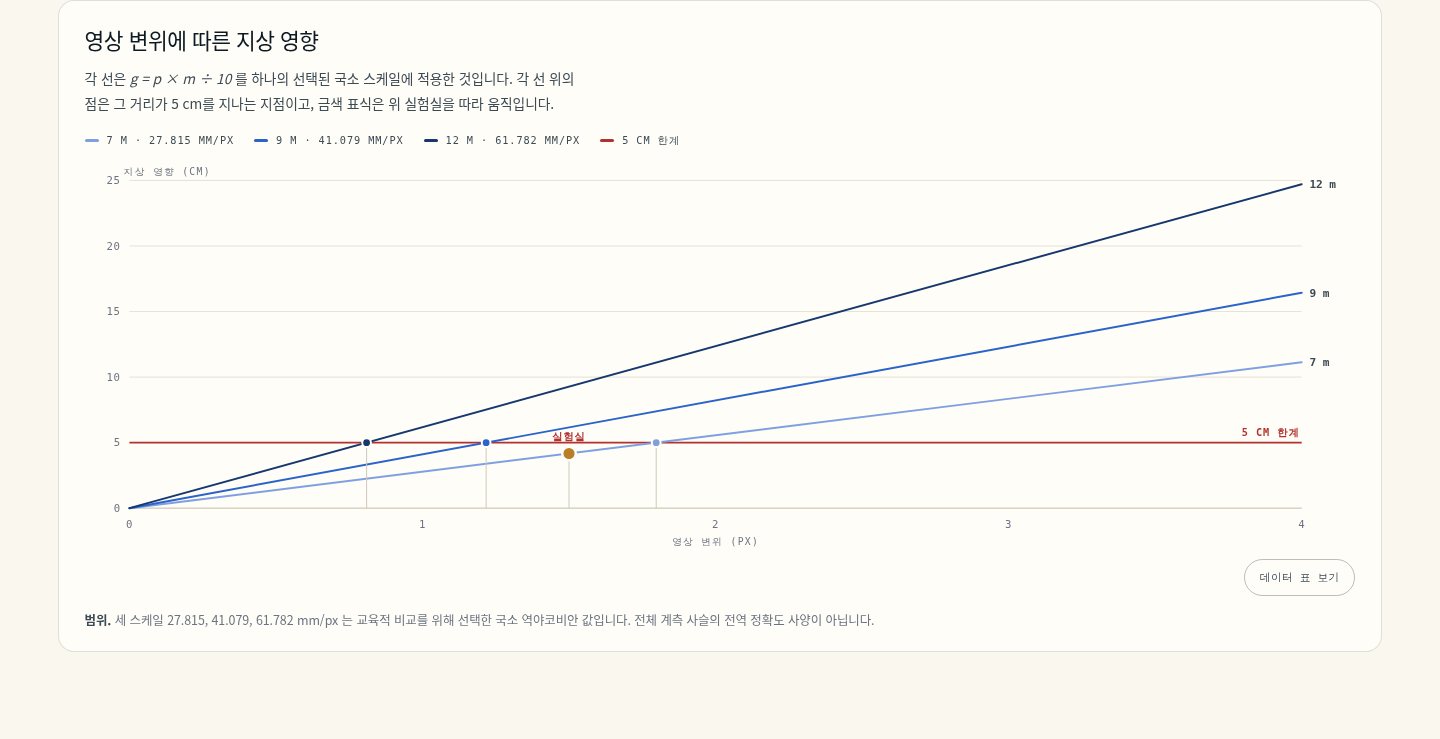 영상 변위에 따른 지상 영향
각 선은 g = p × m ÷ 10 를 하나의 선택된 국소 스케일에 적용한 것입니다. 각 선 위의
점은 그 거리가 5 cm를 지나는 지점이고, 금색 표식은 위 실험실을 따라 움직입니다.
7 M · 27.815 MM/PX 9 M · 41.079 MM/PX 12 M · 61.782 MM/PX 5 CM 한계
지상 영향 (CM)
25
12 m
20
15
9 m
10
7 m
5
실험실
5 CM 한계
0
0 1 2 3 4
영상 변위 (PX)
데이터 표 보기
범위. 세 스케일 27.815, 41.079, 61.782 mm/px 는 교육적 비교를 위해 선택한 국소 역야코비안 값입니다. 전체 계측 사슬의 전역 정확도 사양이 아닙니다.